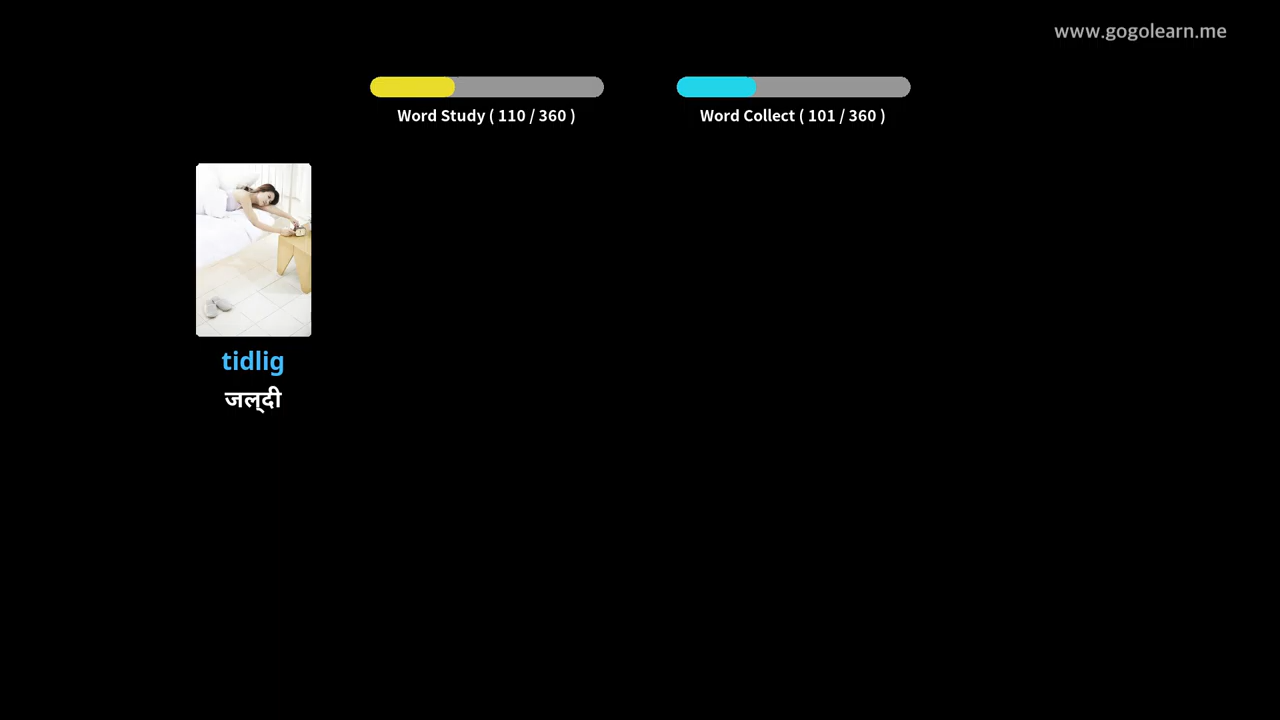 www.gogolearn.me
Word Study ( 110 / 360 )
Word Collect ( 101 / 360 )
tidlig
जल्दी